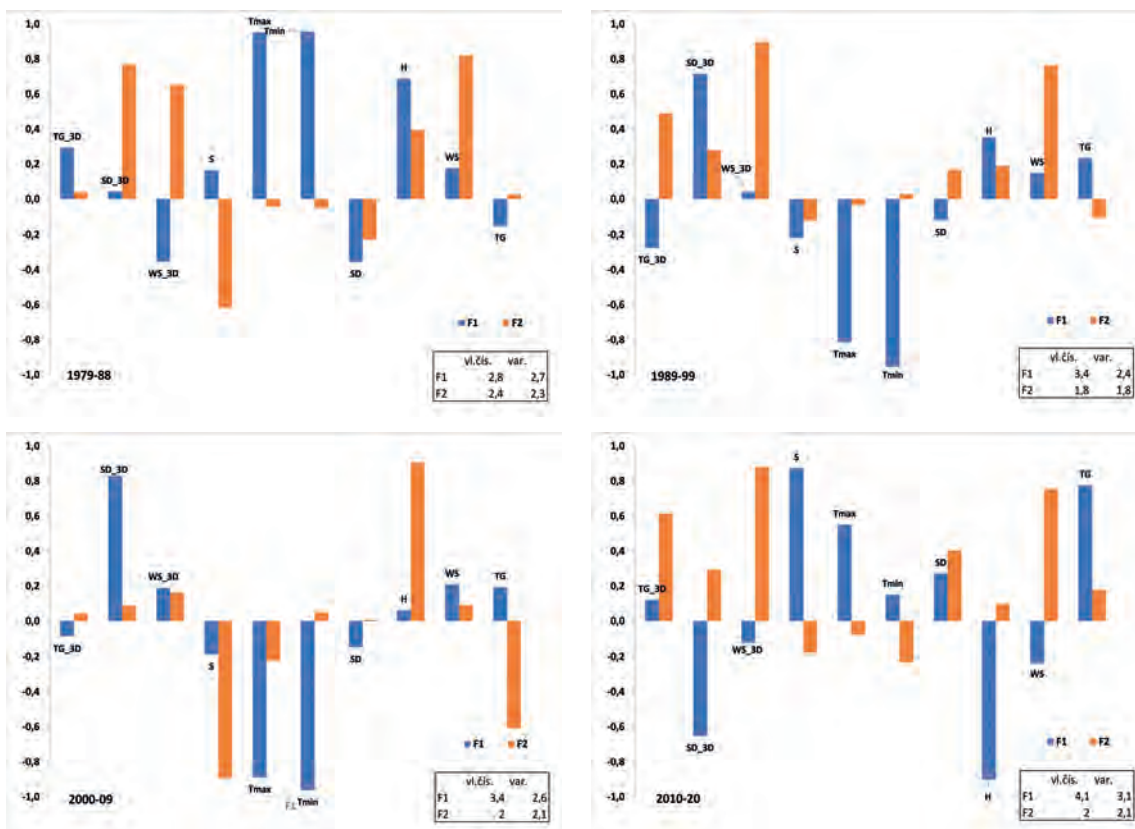 1,0
0,8
0,6
0,4
0,2
0,0
-0,2
-0,4
-0,6
-0,8
-1,0
Tmax
Tmin
H
TG_3D
SD_3D
S
WS
WS_3D
SD
TG
F1 F2
1979-88
vl.čís. var.
F1 2,8 2,7
F2 2,4 2,3
1,0
0,8
0,6
0,4
0,2
0,0
-0,2
-0,4
-0,6
-0,8
-1,0
SD_3D
H
WS_3D
WS
TG
TG_3D
S
SD
Tmax
Tmin
F1 F2
1989-99
vl.čís. var.
F1 3,4 2,4
F2 1,8 1,8
1,0
0,8
0,6
0,4
0,2
0,0
-0,2
-0,4
-0,6
-0,8
-1,0
SD_3D
WS_3D
H
WS
TG
TG_3D
S
SD
Tmax
Tmin
F1 F2
2000-09
vl.čís. var.
F1 3,4 2,6
F2 2 2,1
1,0
0,8
0,6
0,4
0,2
0,0
-0,2
-0,4
-0,6
-0,8
-1,0
S
TG
Tmax
TG_3D
Tmin
SD
WS_3D
WS
SD_3D
H
F1 F2
2010-20
vl.čís. var.
F1 4,1 3,1
F2 2 2,1